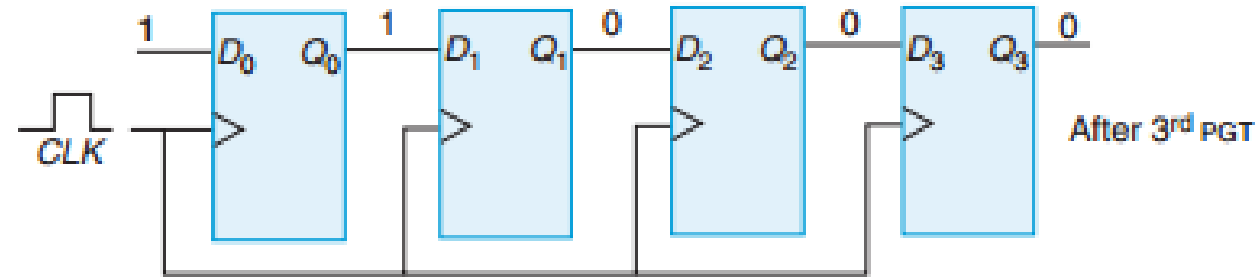 1 1 0 0 0
D0 Q0 D1 Q1 D2 Q2 D3 Q3
CLK
After 3rd PGT